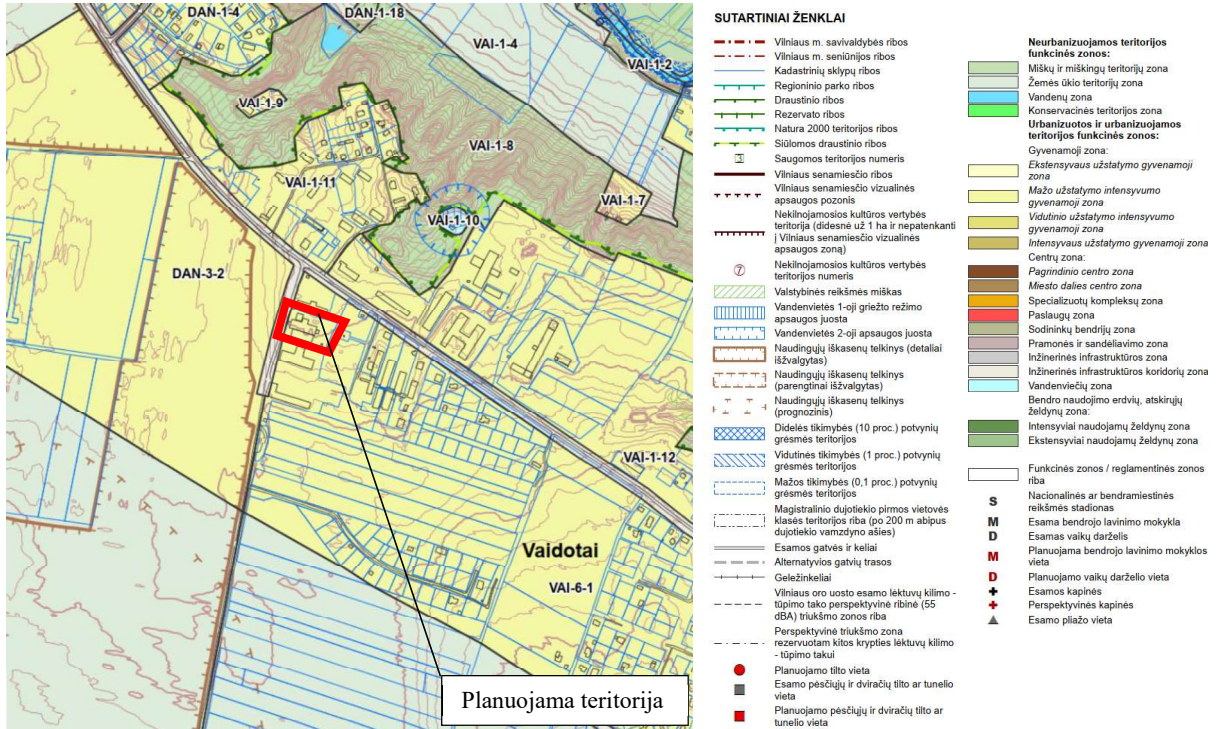 DAN-1-4
DAN-1-18
VAI-1-4
VAI-1-2
VAI-1-9
VAI-1-8
VAI-1-11
VAI-1-7
VAI-1-10
DAN-3-2
VAI-1-12
Vaidotai
VAI-6-1
Planuojama teritorija
SUTARTINIAI ŽENKLAI
Vilniaus m. savivaldybės ribos
Vilniaus m. seniūnijos ribos
Kadastrinių sklypų ribos
Regioninio parko ribos
Draustinio ribos
Rezervato ribos
Natura 2000 teritorijos ribos
Siūlomos draustinio ribos
3
Saugomos teritorijos numeris
Vilniaus senamiesčio ribos
Vilniaus senamiesčio vizualinės
apsaugos pozonis
Nekilnojamosios kultūros vertybės
teritorija (didesnė už 1 ha ir nepatenkanti
į Vilniaus senamiesčio vizualinės
apsaugos zoną)
7
Nekilnojamosios kultūros vertybės
teritorijos numeris
Valstybinės reikšmės miškas
Vandenvietės 1-oji griežto režimo
apsaugos juosta
Vandenvietės 2-oji apsaugos juosta
Naudingųjų iškasenų telkinys (detaliai
išžvalgytas)
Naudingųjų iškasenų telkinys
(parengtinai išžvalgytas)
Naudingųjų iškasenų telkinys
(prognozinis)
Didelės tikimybės (10 proc.) potvynių
grėsmės teritorijos
Vidutinės tikimybės (1 proc.) potvynių
grėsmės teritorijos
Mažos tikimybės (0,1 proc.) potvynių
grėsmės teritorijos
Magistralinio dujotiekio pirmos vietovės
klasės teritorijos riba (po 200 m abipus
dujotiekio vamzdyno ašies)
Esamos gatvės ir keliai
Alternatyvios gatvių trasos
Geležinkeliai
Vilniaus oro uosto esamo lėktuvų kilimo -
tūpimo tako perspektyvinė ribinė (55
dBA) triukšmo zonos riba
Perspektyvinė triukšmo zona
rezervuotam kitos krypties lėktuvų kilimo
- tūpimo takui
Planuojamo tilto vieta
Esamo pėsčiųjų ir dviračių tilto ar tunelio
vieta
Planuojamo pėsčiųjų ir dviračių tilto ar
tunelio vieta
Neurbanizuojamos teritorijos
funkcinės zonos:
Miškų ir miškingų teritorijų zona
Žemės ūkio teritorijų zona
Vandenų zona
Konservacinės teritorijos zona
Urbanizuotos ir urbanizuojamos
teritorijos funkcinės zonos:
Gyvenamoji zona:
Ekstensyvaus užstatymo gyvenamoji
zona
Mažo užstatymo intensyvumo
gyvenamoji zona
Vidutinio užstatymo intensyvumo
gyvenamoji zona
Intensyvaus užstatymo gyvenamoji zona
Centrų zona:
Pagrindinio centro zona
Miesto dalies centro zona
Specializuotų kompleksų zona
Paslaugų zona
Sodininkų bendrijų zona
Pramonės ir sandėliavimo zona
Inžinerinės infrastruktūros zona
Inžinerinės infrastruktūros koridorių zona
Vandenviečių zona
Bendro naudojimo erdvių, atskirųjų
želdynų zona:
Intensyviai naudojamų želdynų zona
Ekstensyviai naudojamų želdynų zona
Funkcinės zonos / reglamentinės zonos
riba
S
Nacionalinės ar bendramiestinės
reikšmės stadionas
M Esama bendrojo lavinimo mokykla
D Esamas vaikų darželis
M Planuojama bendrojo lavinimo mokyklos
vieta
D Planuojamo vaikų darželio vieta
Esamos kapinės
Perspektyvinės kapinės
Esamo pliažo vieta